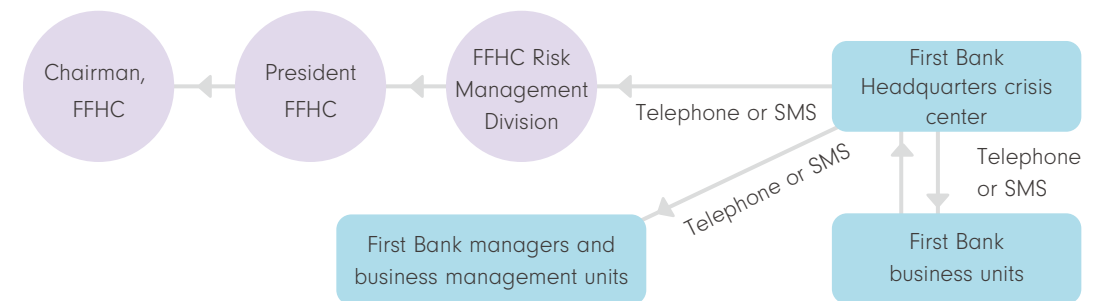 Chairman,
FFHC
President
FFHC
FFHC Risk
Management
Division
Telephone or SMS
First Bank
Headquarters crisis
center
Telephone or SMS
Telephone
or SMS
First Bank managers and
business management units
First Bank
business units